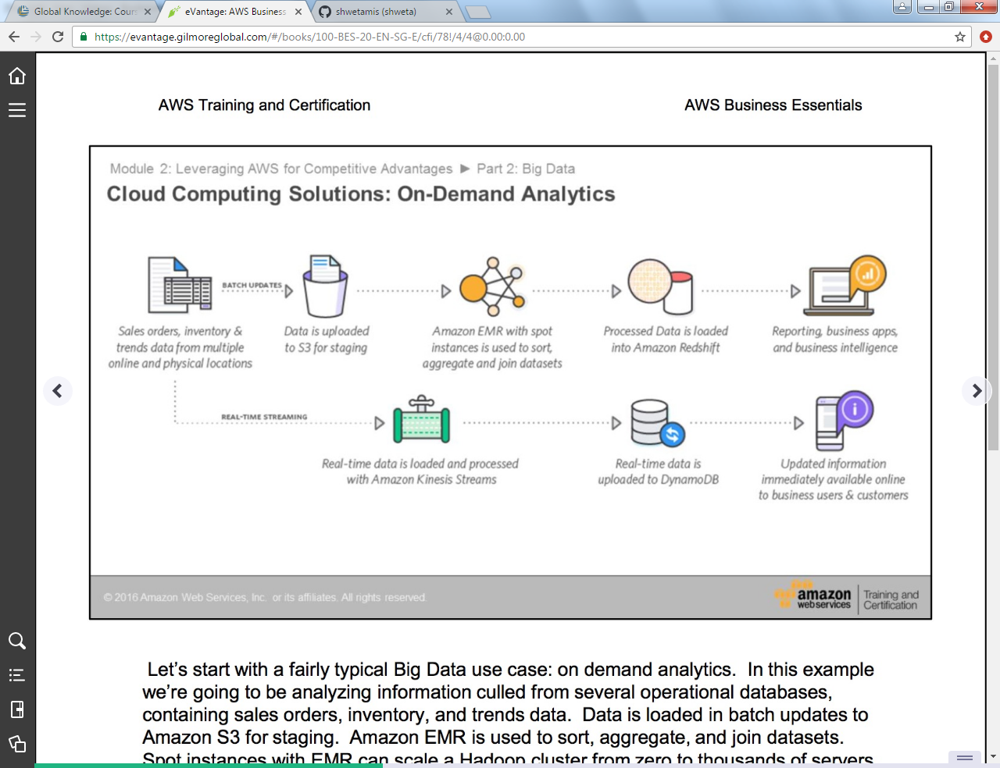 Global Knowledge: Cours
eVantage: AWS Business
shwetamis (shweta)
https://evantage.gilmoreglobal.com/#/books/100-BES-20-EN-SG-E/cfi/78!/4/4@0.00:0.00
AWS Training and Certification
AWS Business Essentials
Module 2: Leveraging AWS for Competitive Advantages ► Part 2: Big Data
Cloud Computing Solutions: On-Demand Analytics
BATCH UPDATES
Sales orders, inventory &
trends data from multiple
online and physical locations
Data is uploaded
to S3 for staging
Amazon EMR with spot
instances is used to sort,
aggregate and join datasets
Processed Data is loaded
into Amazon Redshift
Reporting, business apps,
and business intelligence
REAL-TIME STREAMING
Real-time data is loaded and processed
with Amazon Kinesis Streams
Real-time data is
uploaded to DynamoDB
Updated information
immediately available online
to business users & customers
© 2016 Amazon Web Services, Inc. or its affiliates. All rights reserved.
amazon
webservices
Training and
Certification
Let's start with a fairly typical Big Data use case: on demand analytics. In this example
we're going to be analyzing information culled from several operational databases,
containing sales orders, inventory, and trends data. Data is loaded in batch updates to
Amazon S3 for staging. Amazon EMR is used to sort, aggregate, and join datasets.
Spot instances with EMR can scale a Hadoop cluster from zero to thousands of servers